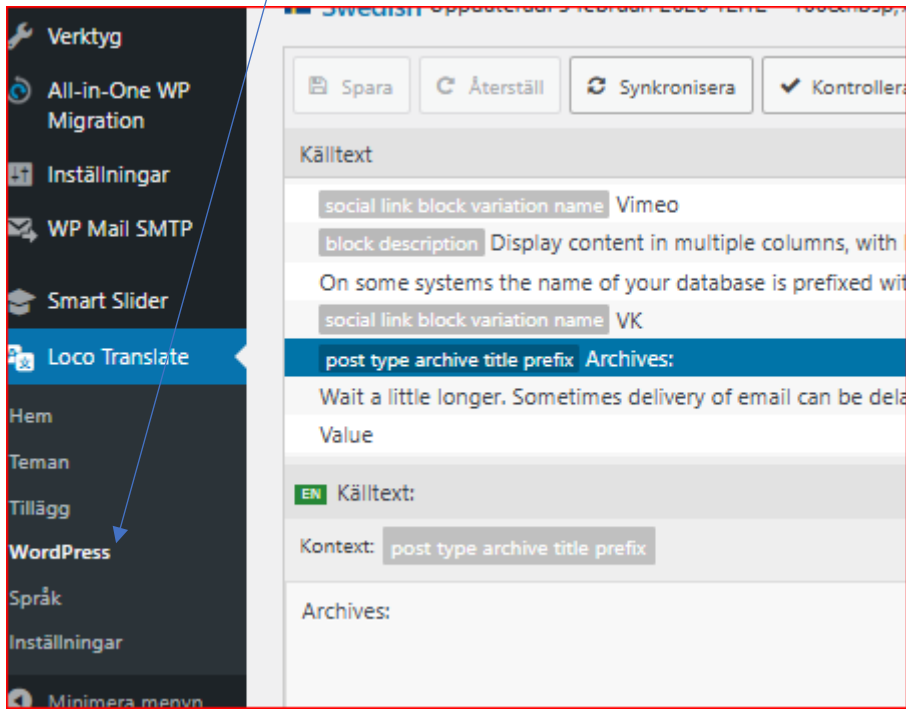 Verktyg
All-in-One WP
Migration
Inställningar
WP Mail SMTP
Smart Slider
Loco Translate
Hem
Teman
Tillägg
WordPress
Språk
Inställningar
Minimera menyn
Swedish
Spara Återställ Synkronisera Kontrollera
Källtext
social link block variation name Vimeo
block description Display content in multiple columns, with
On some systems the name of your database is prefixed
social link block variation name VK
post type archive title prefix Archives:
Wait a little longer. Sometimes delivery of email can be
Value
EN Källtext:
Kontext: post type archive title prefix
Archives: